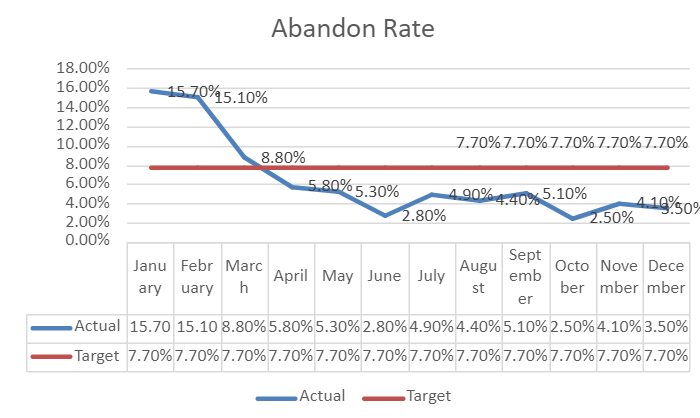 Abandon Rate
18.00%
16.00%
14.00%
12.00%
10.00%
8.00%
6.00%
4.00%
2.00%
0.00%
15.70%
15.10%
8.80%
5.80%
5.30%
2.80%
4.90%
4.40%
5.10%
2.50%
4.10%
3.50%
7.70% 7.70% 7.70% 7.70% 7.70%
Janu Febr Marc April May June July Augu Sept Octo Nove Dece
ary uary h st emb ber mber mber
er
Actual 15.70 15.10 8.80% 5.80% 5.30% 2.80% 4.90% 4.40% 5.10% 2.50% 4.10% 3.50%
Target 7.70% 7.70% 7.70% 7.70% 7.70% 7.70% 7.70% 7.70% 7.70% 7.70% 7.70% 7.70%
Actual Target